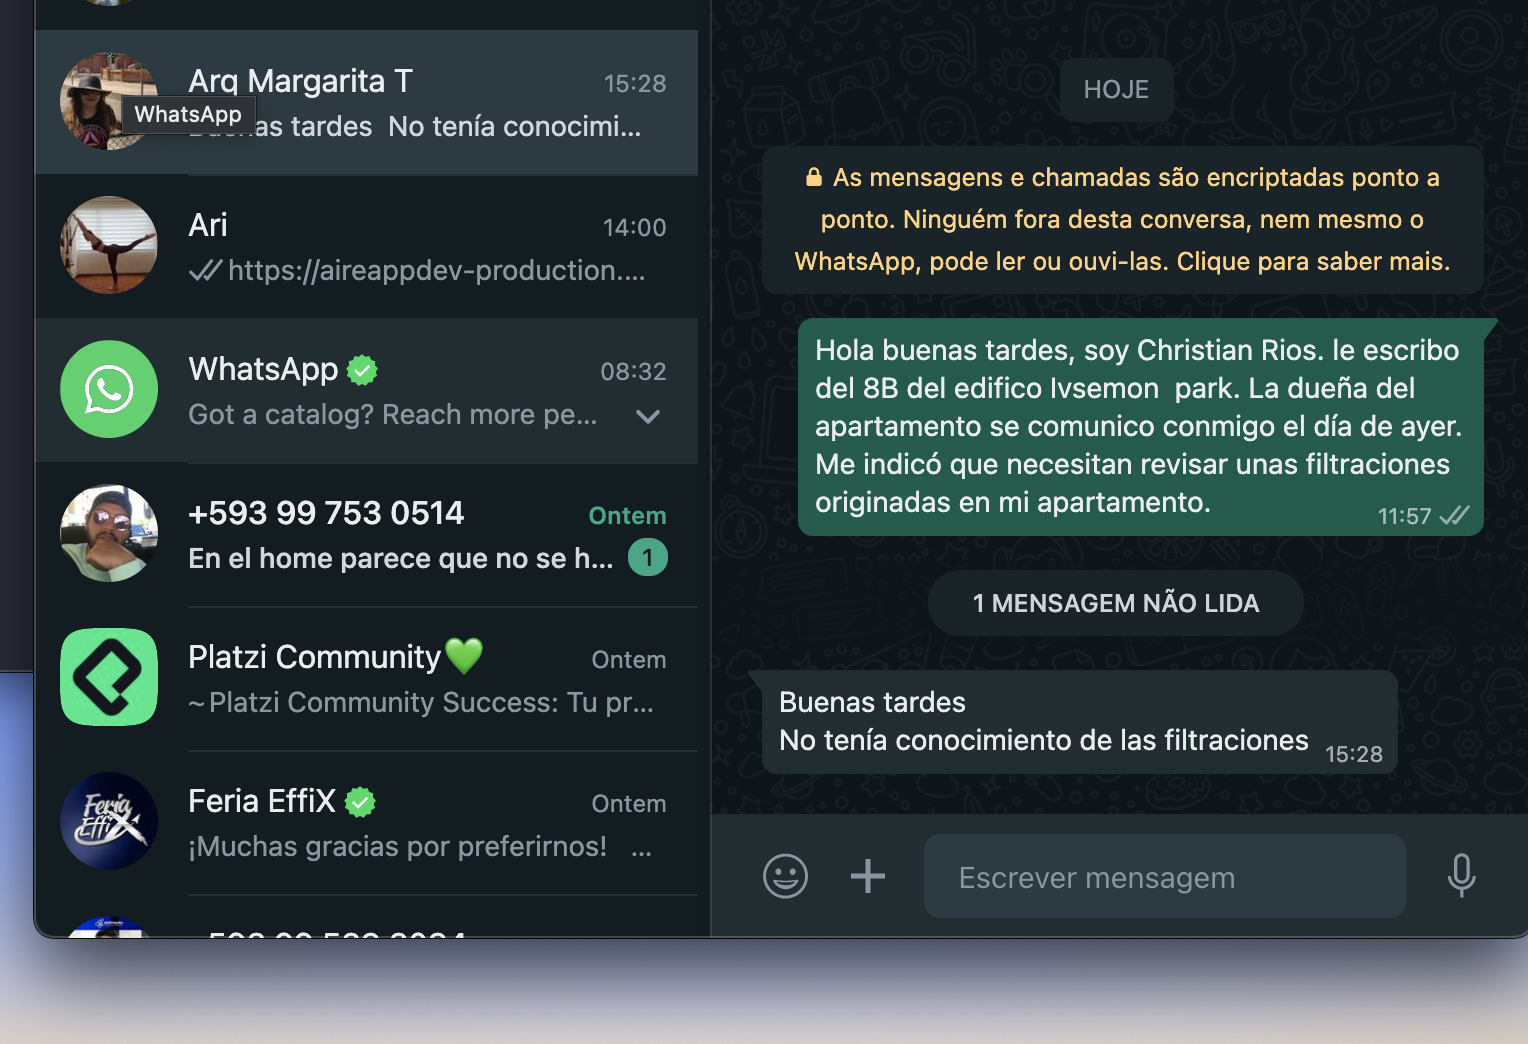 Arq Margarita T
15:28
WhatsApp
Buenas tardes  No tenía conocimi...
Ari
14:00
https://aireappdev-production....
WhatsApp
08:32
Got a catalog? Reach more pe...
+593 99 753 0514
Ontem
En el home parece que no se h...
1
Platzi Community💚
Ontem
~Platzi Community Success: Tu pr...
Feria EffiX
Feria EffiX
Ontem
¡Muchas gracias por preferirnos! ...
HOJE
As mensagens e chamadas são encriptadas ponto a
ponto. Ninguém fora desta conversa, nem mesmo o
WhatsApp, pode ler ou ouvi-las. Clique para saber mais.
Hola buenas tardes, soy Christian Rios. le escribo
del 8B del edifico Ivsemon  park. La dueña del
apartamento se comunico conmigo el día de ayer.
Me indicó que necesitan revisar unas filtraciones
originadas en mi apartamento.
11:57
1 MENSAGEM NÃO LIDA
Buenas tardes
No tenía conocimiento de las filtraciones
15:28
Escrever mensagem